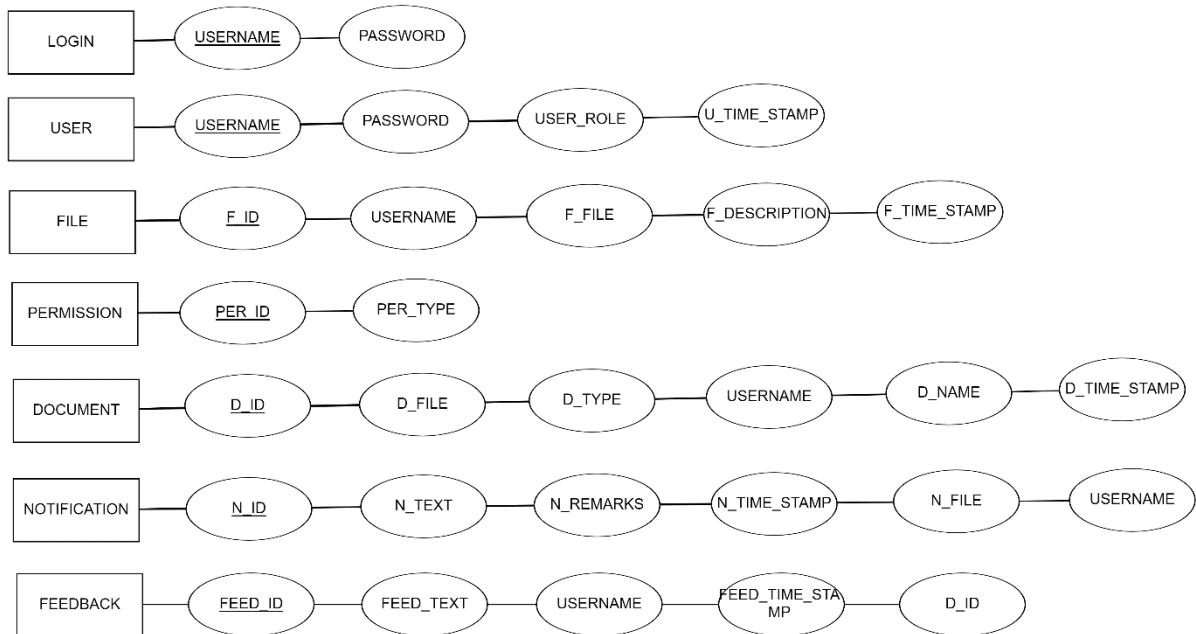 LOGIN
USERNAME
PASSWORD
USER
USERNAME
PASSWORD
USER_ROLE
U_TIME_STAMP
FILE
F_ID
USERNAME
F_FILE
F_DESCRIPTION
F_TIME_STAMP
PERMISSION
PER_ID
PER_TYPE
DOCUMENT
D_ID
D_FILE
D_TYPE
USERNAME
D_NAME
D_TIME_STAMP
NOTIFICATION
N_ID
N_TEXT
N_REMARKS
N_TIME_STAMP
N_FILE
USERNAME
FEEDBACK
FEED_ID
FEED_TEXT
USERNAME
FEED_TIME_STA
MP
D_ID